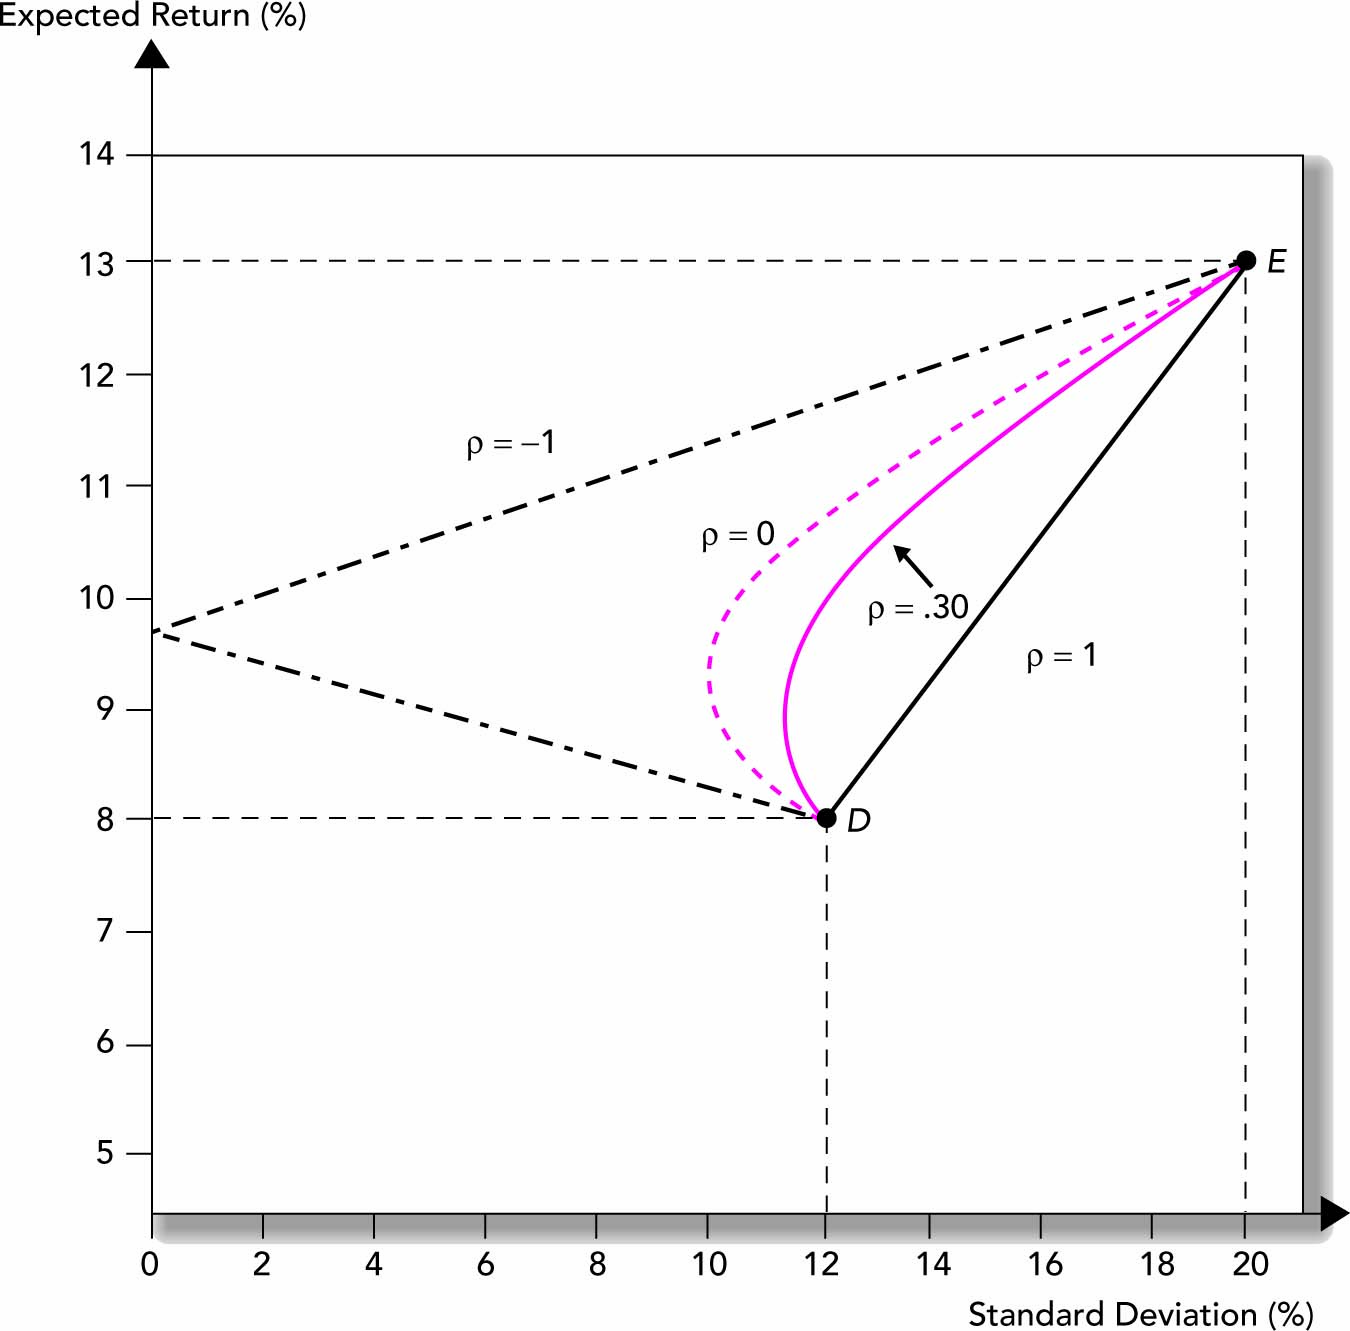 Expected Return (%)
14
13
E
12
ρ = –1
11
ρ = 0
10
ρ = .30
ρ = 1
9
8
D
7
6
5
0 2 4 6 8 10 12 14 16 18 20
Standard Deviation (%)